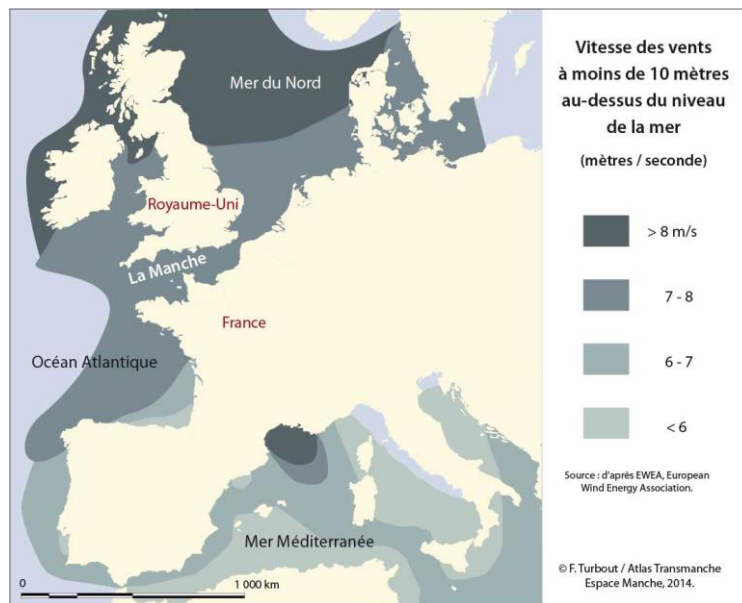 Mer du Nord
Royaume-Uni
La Manche
France
Océan Atlantique
Mer Méditerranée
0
1 000 km
Vitesse des vents
à moins de 10 mètres
au-dessus du niveau
de la mer
(mètres / seconde)
> 8 m/s
7 - 8
6 - 7
< 6
Source : d'après EWEA, European
Wind Energy Association.
© F. Turbout / Atlas Transmanche
Espace Manche, 2014.